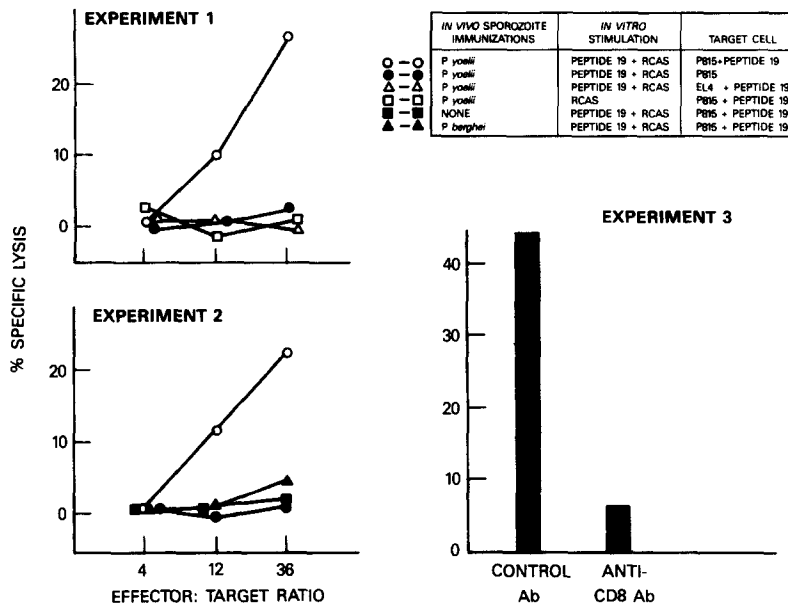 EXPERIMENT 1
20
10
0
% SPECIFIC LYSIS
EXPERIMENT 2
20
10
0
4 12 36
EFFECTOR: TARGET RATIO
IN VIVO SPOROZOITE IMMUNIZATIONS
IN VITRO STIMULATION
TARGET CELL
P yoelii PEPTIDE 19 + RCAS P815+PEPTIDE 19
P yoelii PEPTIDE 19 + RCAS P815
P yoelii PEPTIDE 19 + RCAS EL4 + PEPTIDE 19
P yoelii RCAS P815 + PEPTIDE 19
NONE PEPTIDE 19 + RCAS P815 + PEPTIDE 19
P berghei PEPTIDE 19 + RCAS P815 + PEPTIDE 19
EXPERIMENT 3
40
30
20
10
0
CONTROL Ab
ANTI-CD8 Ab